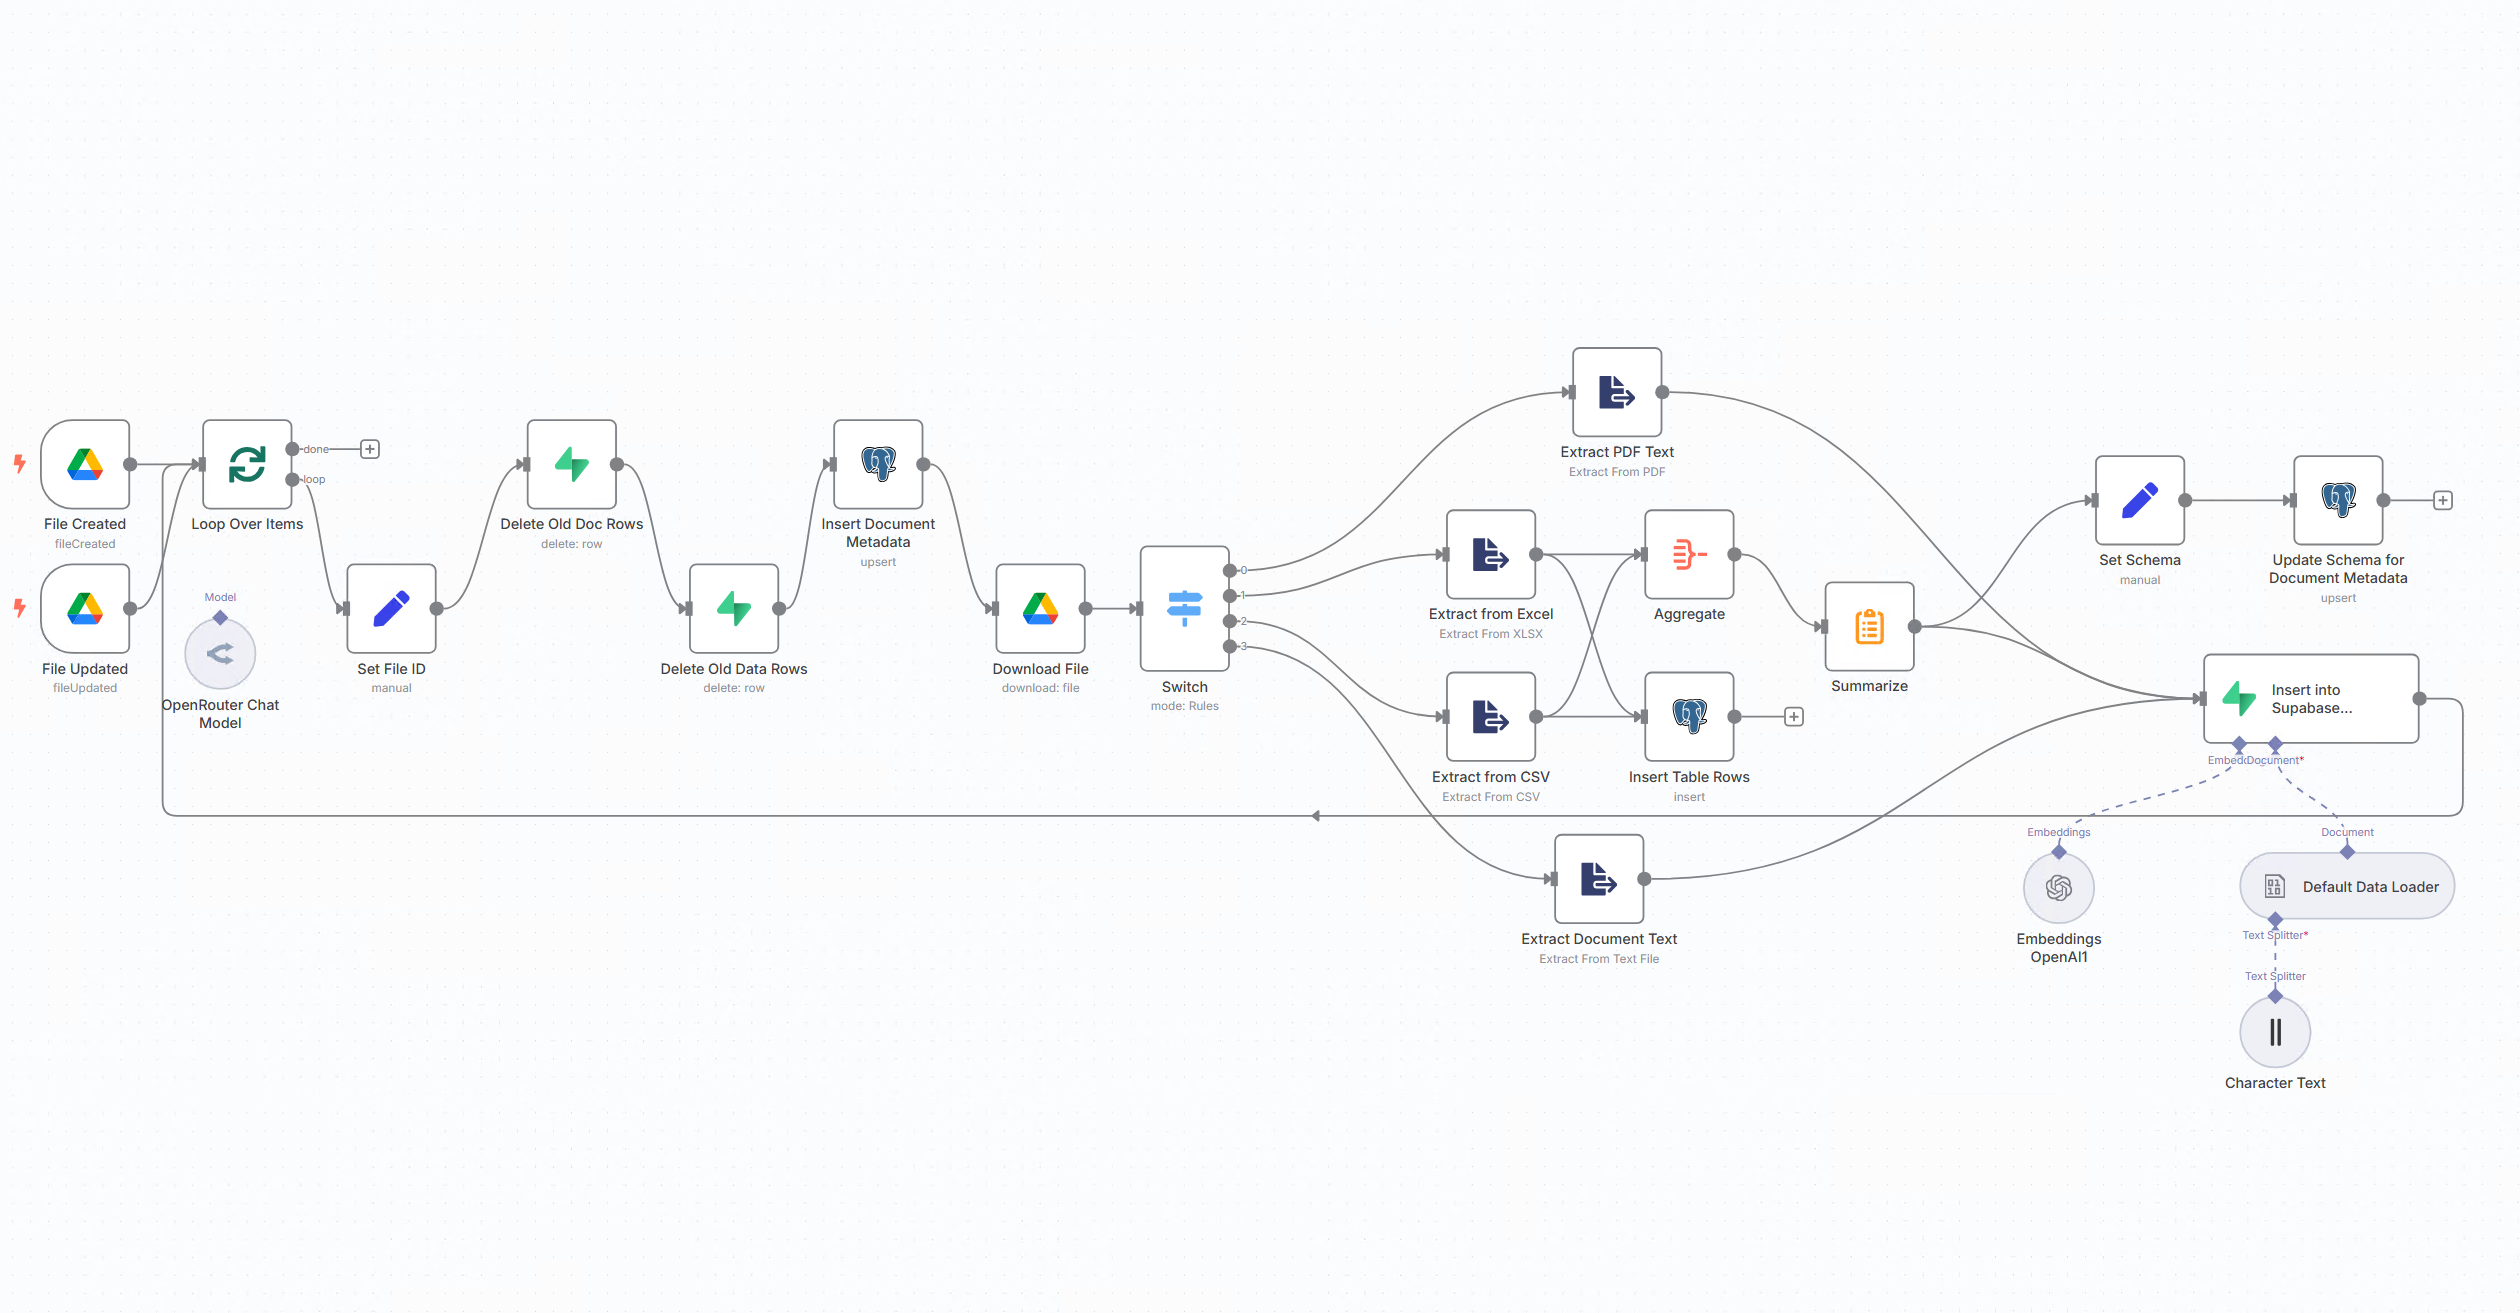 File Created
fileCreated
File Updated
fileUpdated
Loop Over Items
done
loop
Model
OpenRouter Chat
Model
Set File ID
manual
Delete Old Doc Rows
delete: row
Delete Old Data Rows
delete: row
Insert Document
Metadata
upsert
Download File
download: file
Switch
mode: Rules
0
1
2
3
Extract PDF Text
Extract From PDF
Extract from Excel
Extract From XLSX
Extract from CSV
Extract From CSV
Extract Document Text
Extract From Text File
Aggregate
Insert Table Rows
insert
Summarize
Set Schema
manual
Update Schema for
Document Metadata
upsert
Insert into
Supabase...
Document*
Embeddings
Embeddings
OpenAI1
Document
Default Data Loader
Text Splitter*
Text Splitter
Character Text